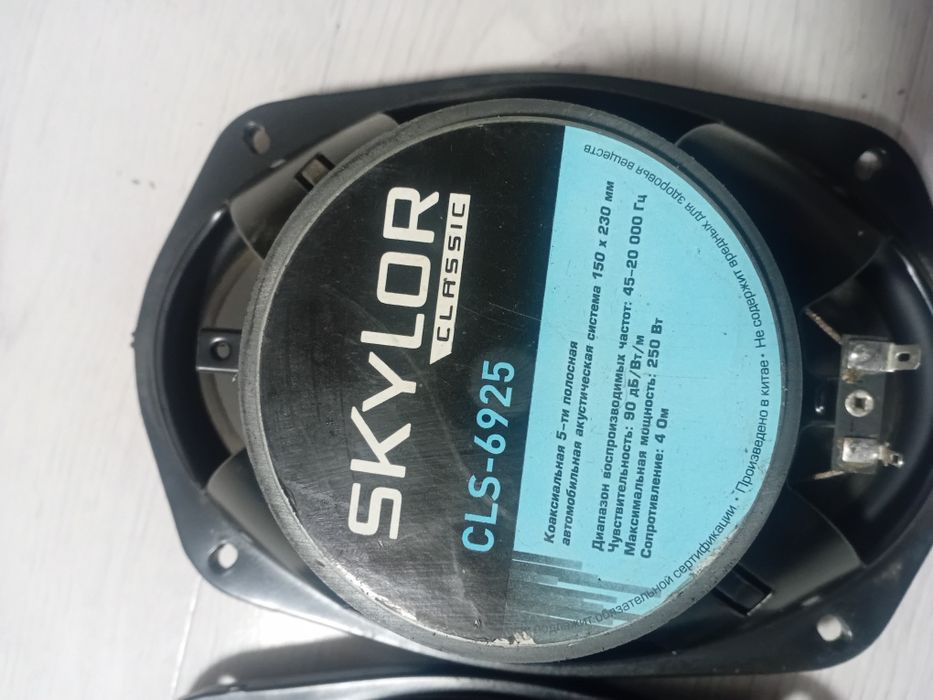 SKYLOR
CLASSIC
CLS-6925
Коаксиальная 5-ти полосная
автомобильная акустическая система 150 x 230 мм
Диапазон воспроизводимых частот: 45-20 000 Гц
Чувствительность: 90 дБ/Вт/м
Максимальная мощность: 250 Вт
Сопротивление: 4 Ом
обязательной сертификации. • Произведено в китае • Не содержит вредных для здоровья веществ